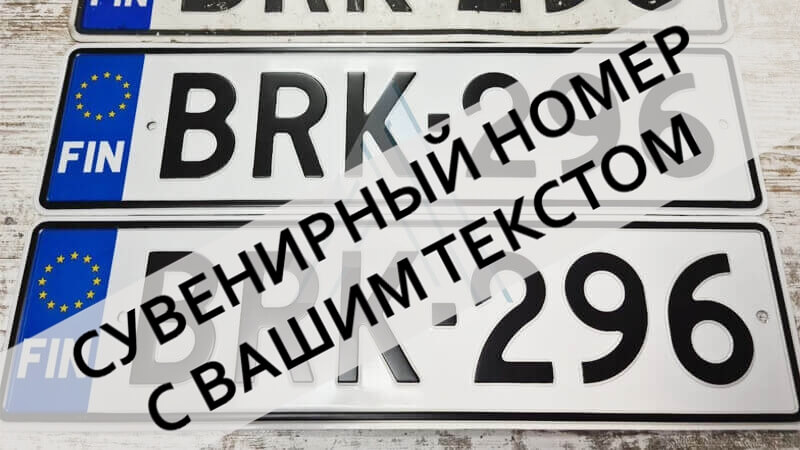 FIN BRK-296
FIN BRK-296
FIN BRK-296
СУВЕНИРНЫЙ НОМЕР
С ВАШИМ ТЕКСТОМ